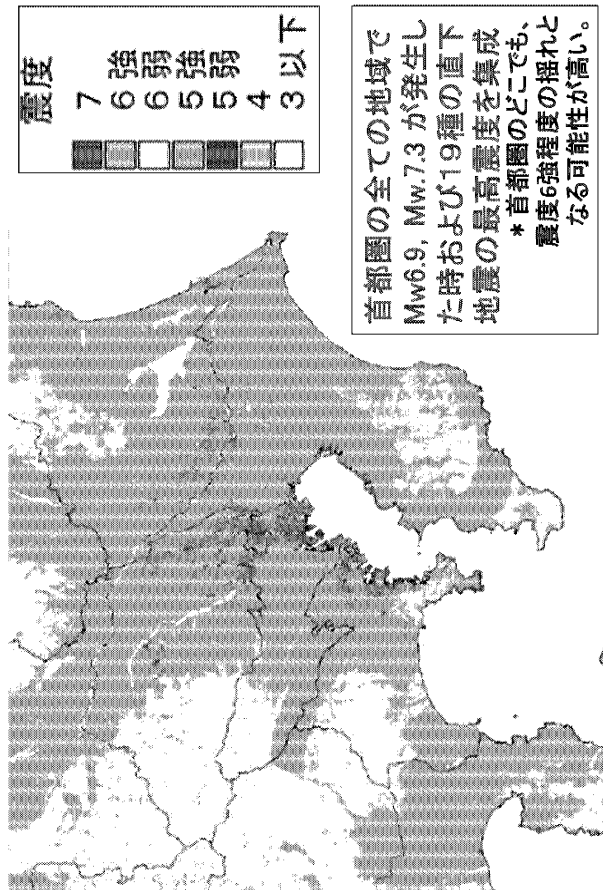 震度
7
6強
6弱
5強
5弱
4
3以下
首都圏の全ての地域で
Mw6.9, Mw.7.3 が発生し
た時および19種の直下
地震の最高震度を集成
＊首都圏のどこでも、
震度6強程度の揺れと
なる可能性が高い。